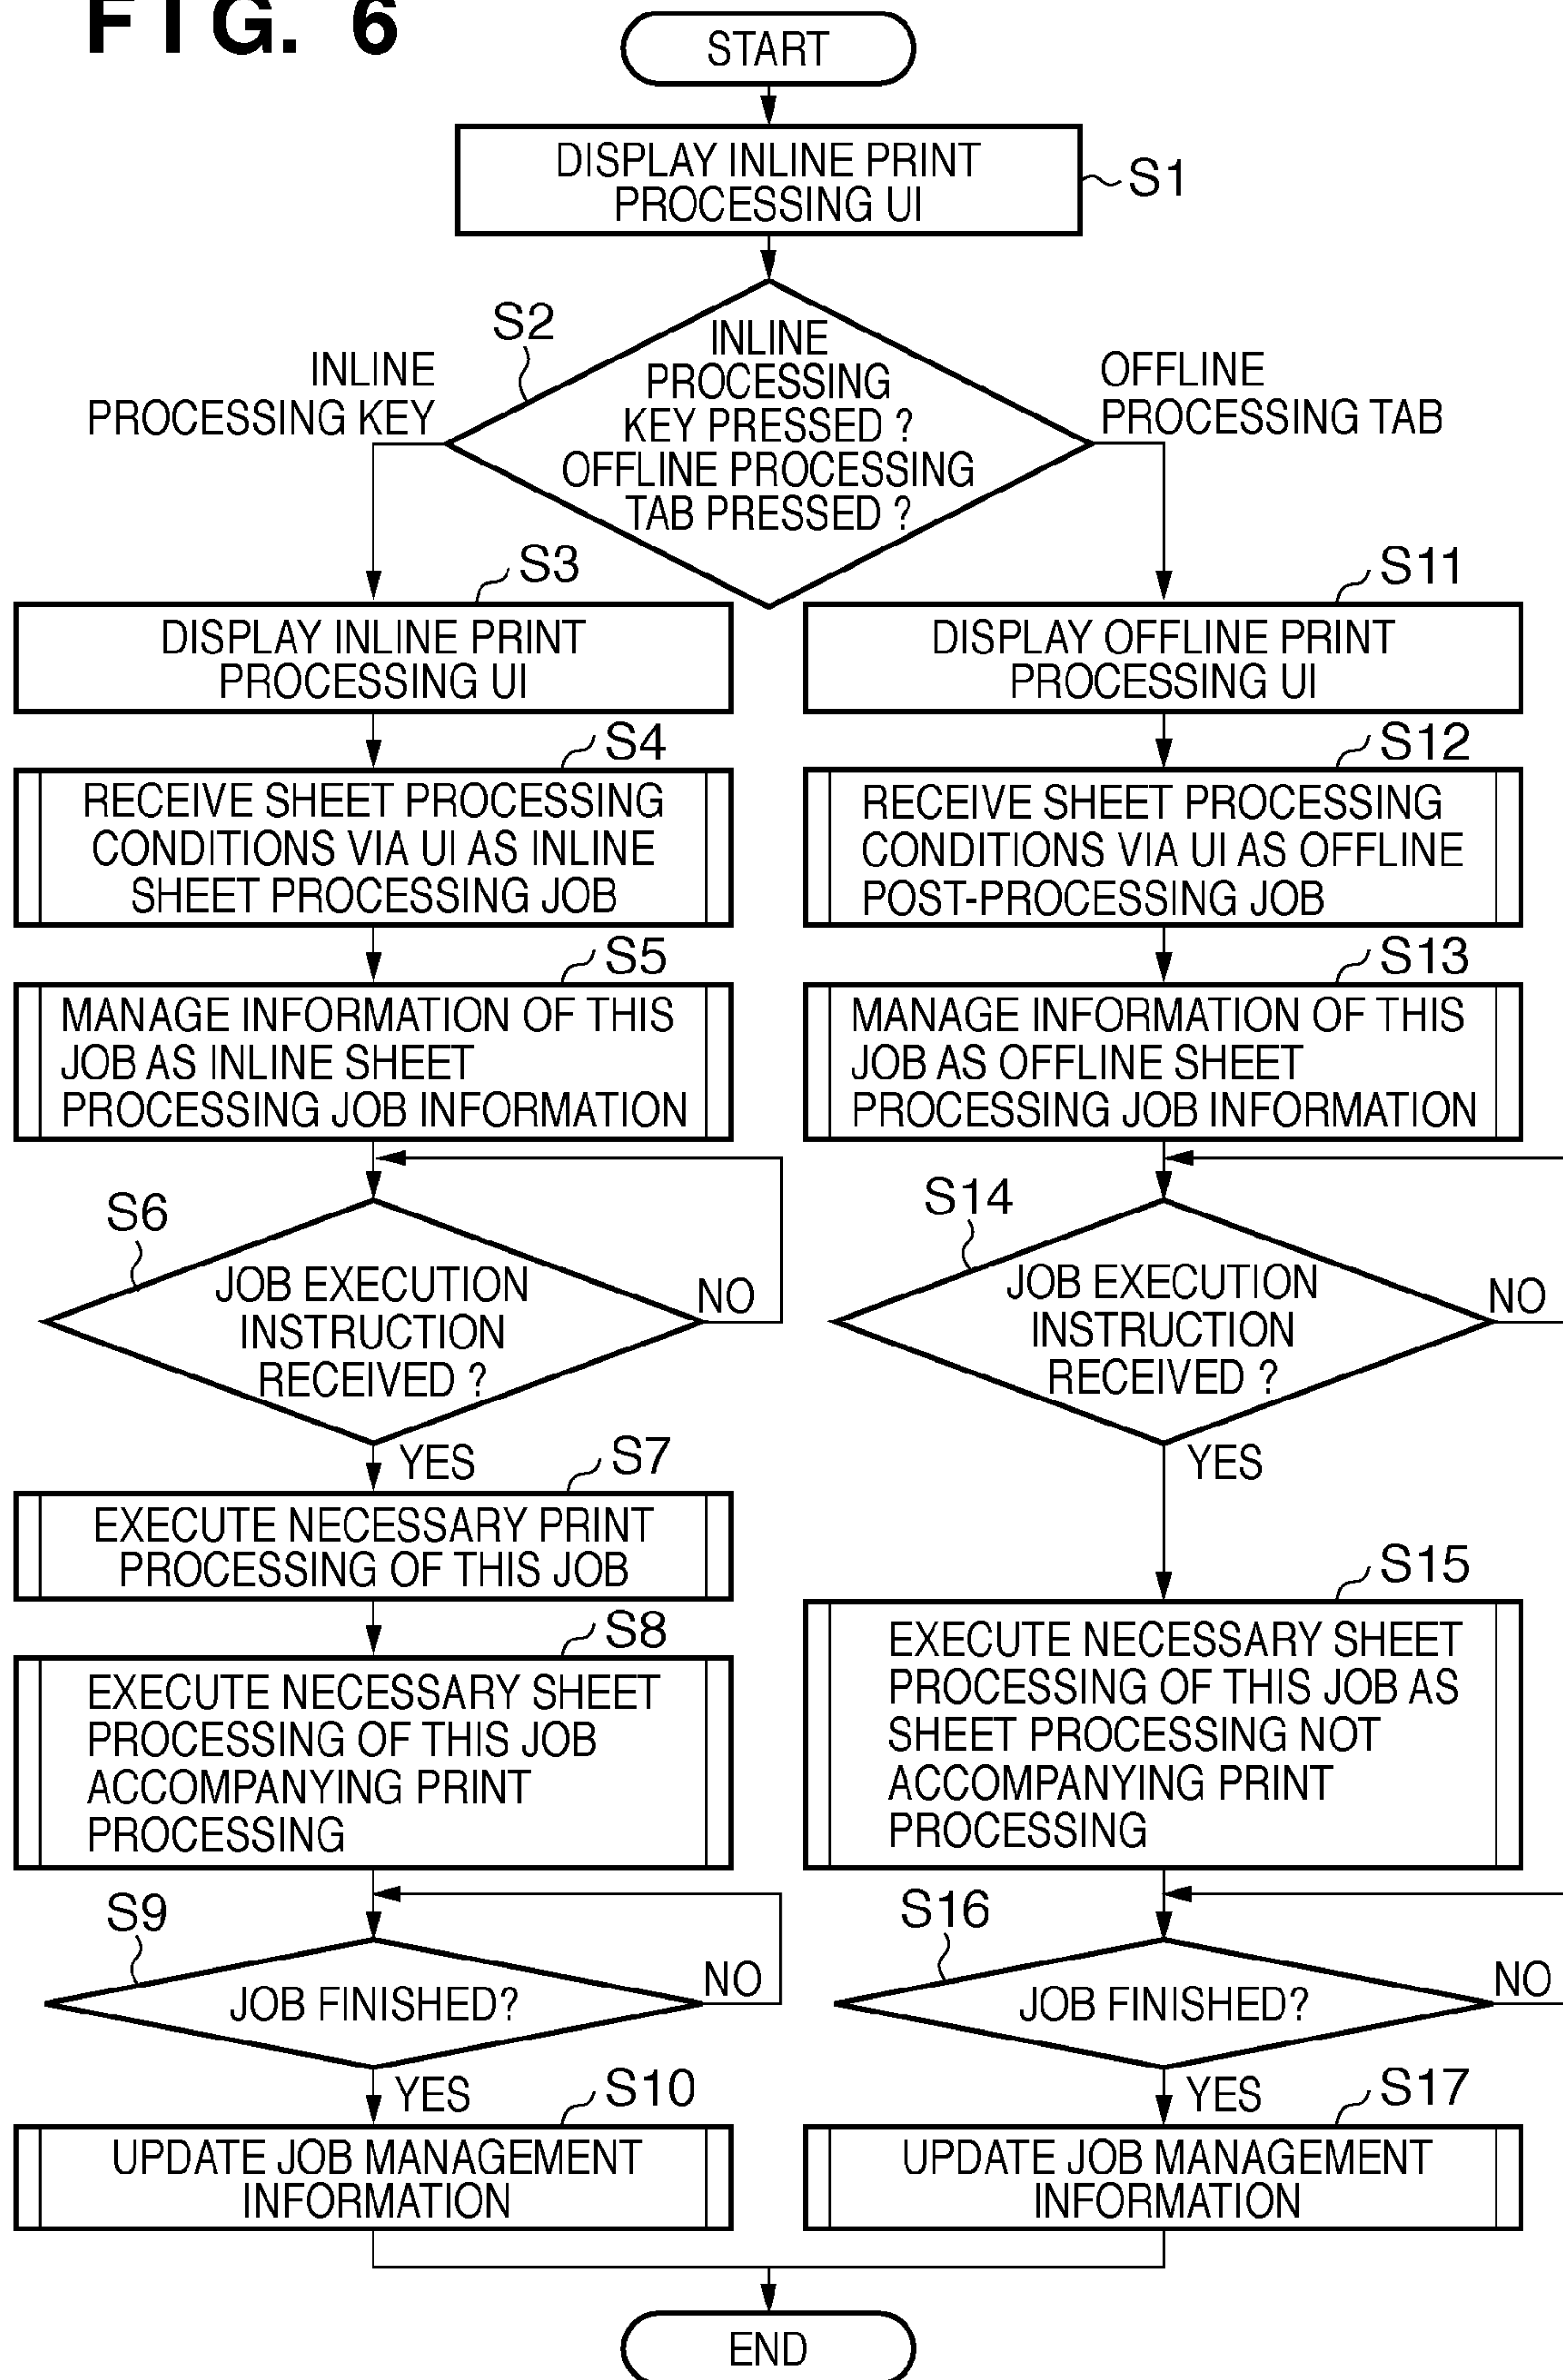 FIG. 6
START
DISPLAY INLINE PRINT
PROCESSING UI
S1
S2
INLINE
PROCESSING
KEY PRESSED ?
OFFLINE PROCESSING
TAB PRESSED ?
INLINE
PROCESSING KEY
OFFLINE
PROCESSING TAB
S3
DISPLAY INLINE PRINT
PROCESSING UI
S4
RECEIVE SHEET PROCESSING
CONDITIONS VIA UI AS INLINE
SHEET PROCESSING JOB
S5
MANAGE INFORMATION OF THIS
JOB AS INLINE SHEET
PROCESSING JOB INFORMATION
S6
JOB EXECUTION
INSTRUCTION
RECEIVED ?
NO
YES
S7
EXECUTE NECESSARY PRINT
PROCESSING OF THIS JOB
S8
EXECUTE NECESSARY SHEET
PROCESSING OF THIS JOB
ACCOMPANYING PRINT
PROCESSING
S9
JOB FINISHED?
NO
YES
S10
UPDATE JOB MANAGEMENT
INFORMATION
S11
DISPLAY OFFLINE PRINT
PROCESSING UI
S12
RECEIVE SHEET PROCESSING
CONDITIONS VIA UI AS OFFLINE
POST-PROCESSING JOB
S13
MANAGE INFORMATION OF THIS
JOB AS OFFLINE SHEET
PROCESSING JOB INFORMATION
S14
JOB EXECUTION
INSTRUCTION
RECEIVED ?
NO
YES
S15
EXECUTE NECESSARY SHEET
PROCESSING OF THIS JOB AS
SHEET PROCESSING NOT
ACCOMPANYING PRINT
PROCESSING
S16
JOB FINISHED?
NO
YES
S17
UPDATE JOB MANAGEMENT
INFORMATION
END